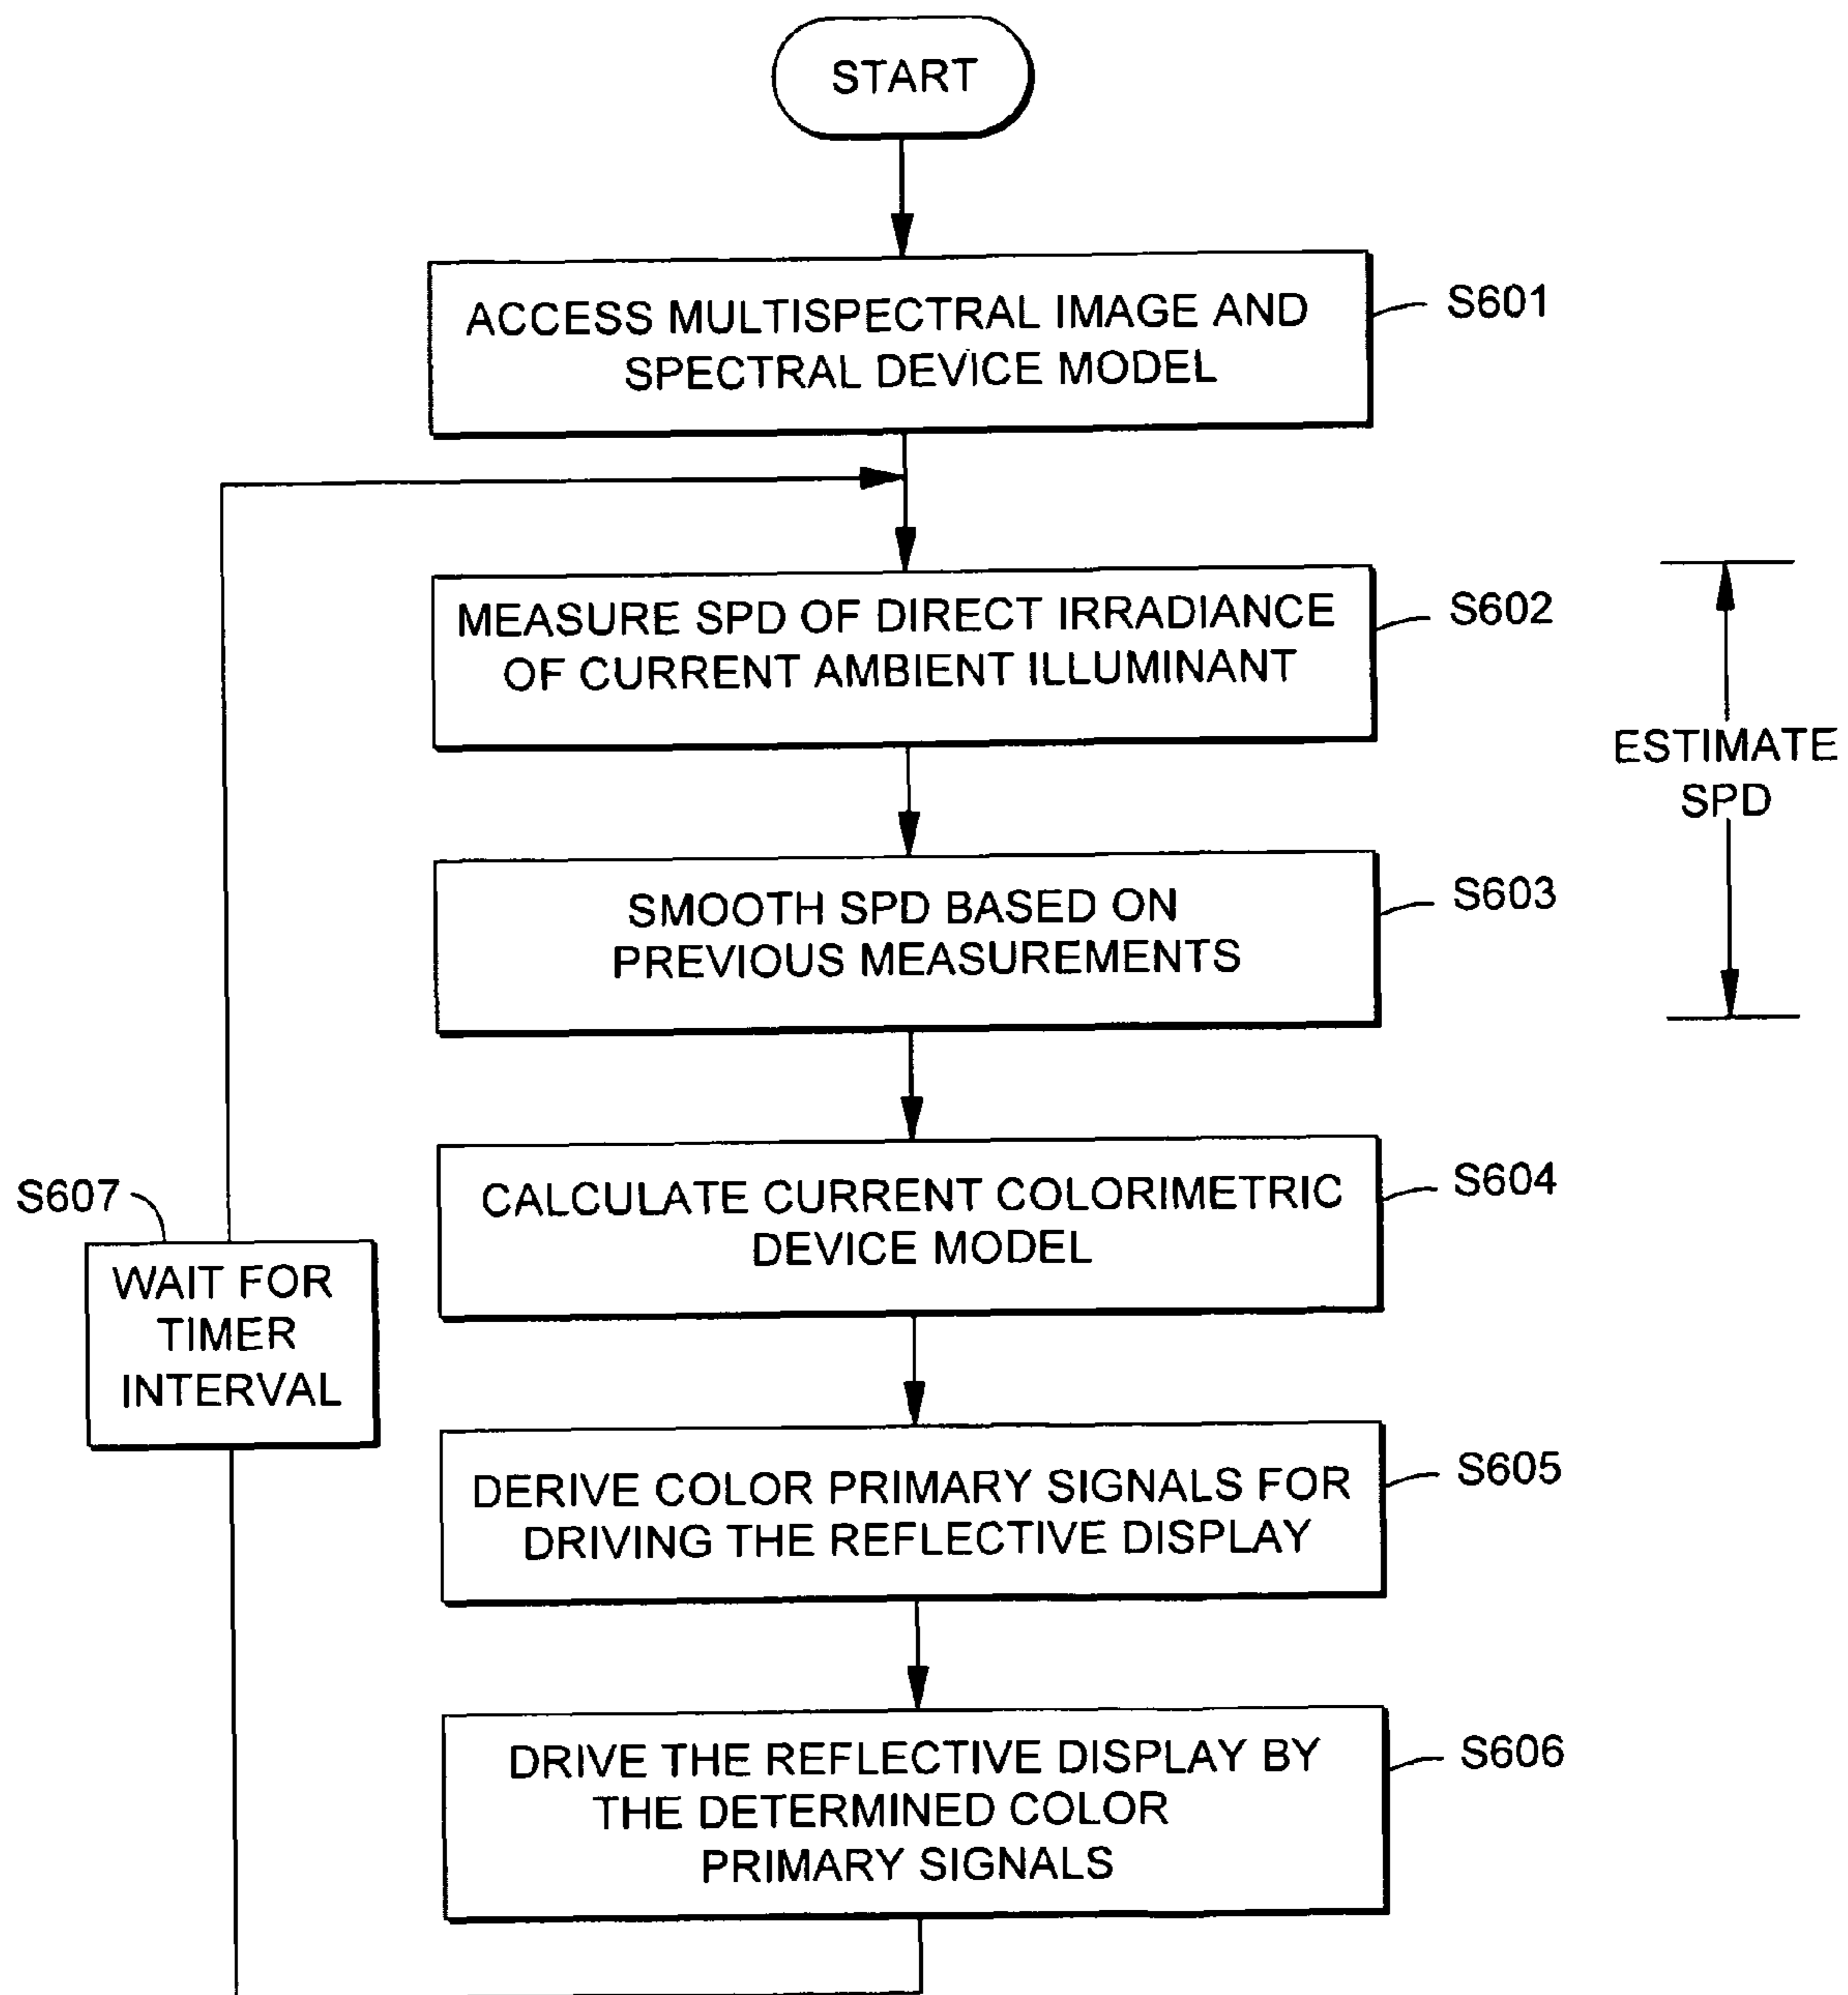 START
ACCESS MULTISPECTRAL IMAGE AND
SPECTRAL DEVICE MODEL
S601
MEASURE SPD OF DIRECT IRRADIANCE
OF CURRENT AMBIENT ILLUMINANT
S602
ESTIMATE
SPD
SMOOTH SPD BASED ON
PREVIOUS MEASUREMENTS
S603
CALCULATE CURRENT COLORIMETRIC
DEVICE MODEL
S604
S607
WAIT FOR
TIMER
INTERVAL
DERIVE COLOR PRIMARY SIGNALS FOR
DRIVING THE REFLECTIVE DISPLAY
S605
DRIVE THE REFLECTIVE DISPLAY BY
THE DETERMINED COLOR
PRIMARY SIGNALS
S606